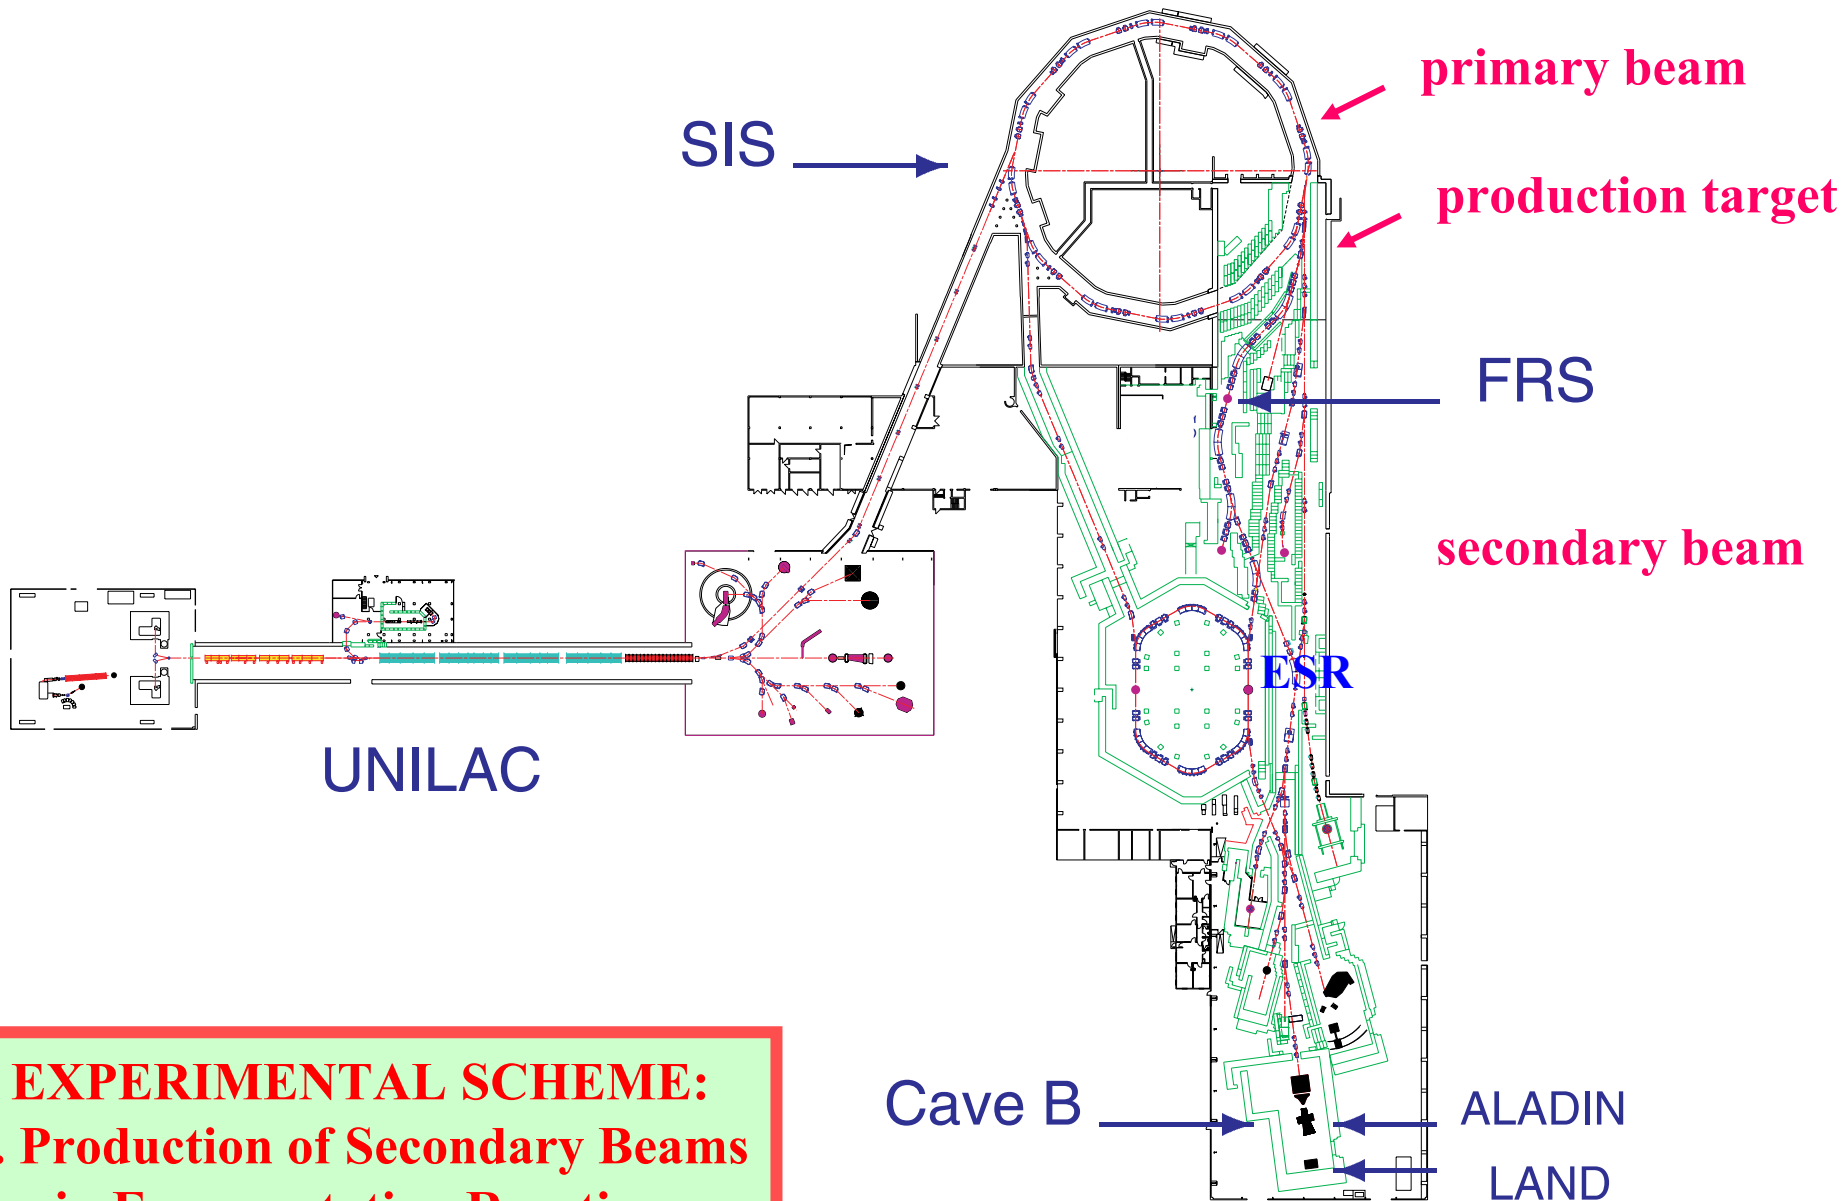 primary beam
SIS
production target
FRS
secondary beam
ESR
UNILAC
EXPERIMENTAL SCHEME:
. Production of Secondary Beams
Cave B
ALADIN
LAND